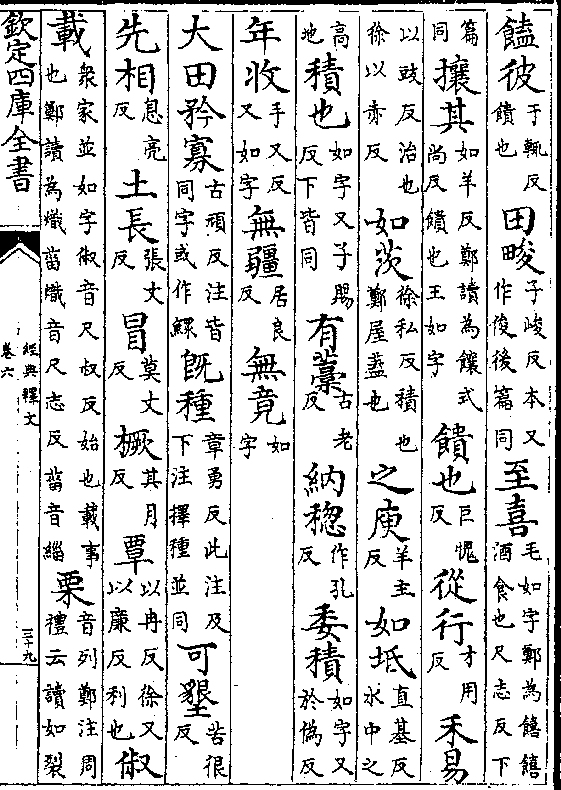 饁彼于輒反饋也田畯子峻反本又作俊後篇同至喜毛如字鄭為饎饎酒食也尺志反下
篇同攘其如羊反鄭讀為饟式尚反饋也王如字饋也巨愧反從行才用反禾易
以豉反治也徐以赤反如茨徐私反積也鄭屋蓋也之庾羊主反如坻直基反水中之
高地積也如字又子賜反下皆同有藁古老反納稯作孔反委積如字又於偽反
年收手又反又如字無疆居良反無竟如字
大田矜寡古頑反注皆同字或作鰥既種章勇反此注及下注擇種並同可墾苦很反
先相息亮反土長張丈反冒莫丈反橛其月反覃以冉反徐又以廉反利也俶
載衆家並如字俶音尺叔反始也載事也鄭讀為熾菑熾音尺志反菑音緇栗音列鄭注周禮云讀如裂
欽定四庫全書
經典釋文
卷六
三十九